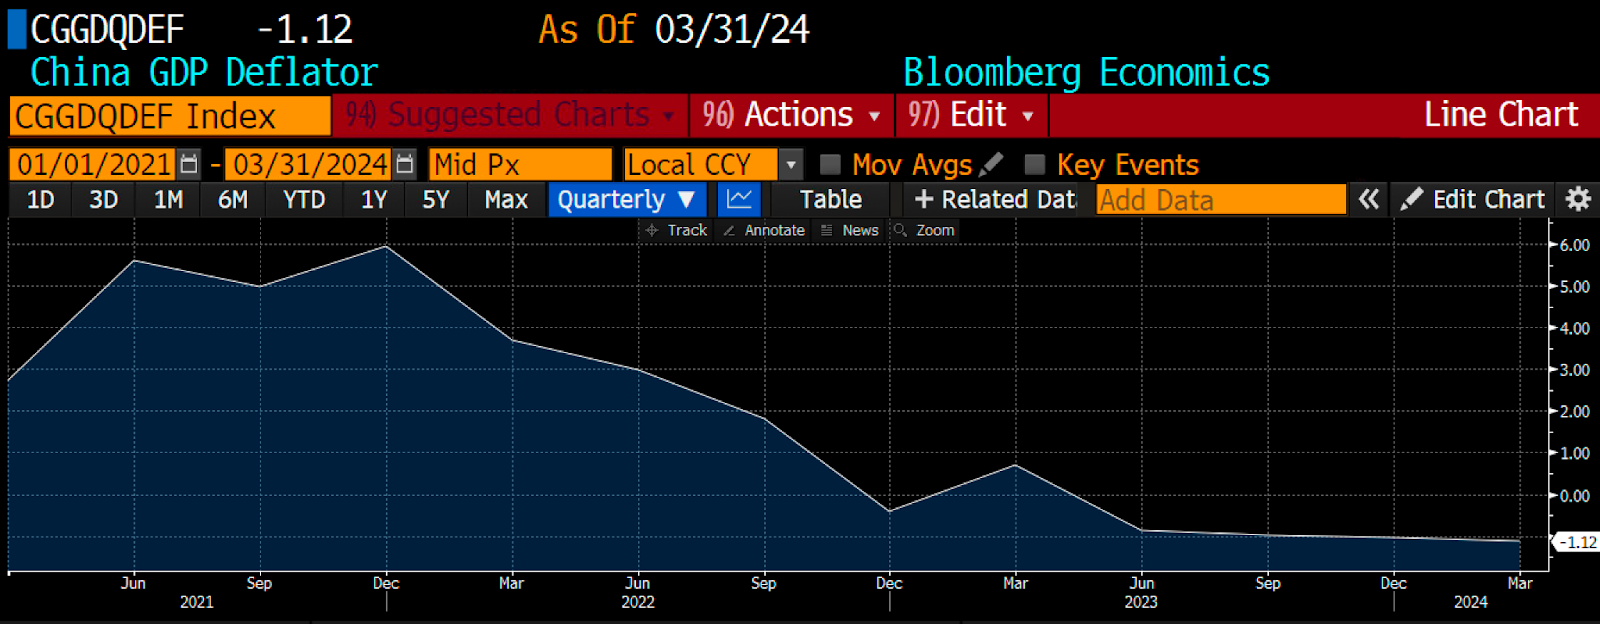 CGGDQDEF -1.12 As Of 03/31/24
China GDP Deflator Bloomberg Economics
CGGDQDEF Index 94) Suggested Charts 96) Actions 97) Edit Line Chart
01/01/2021 - 03/31/2024 Mid Px Local CCY Mov Avgs Key Events
1D 3D 1M 6M YTD 1Y 5Y Max Quarterly ▼ Table + Related Dat Add Data « Edit Chart
Track Annotate News Zoom
6.00
5.00
4.00
3.00
2.00
1.00
0.00
-1.12
Jun Sep Dec Mar Jun Sep Dec Mar Jun Sep Dec Mar
2021 2022 2023 2024